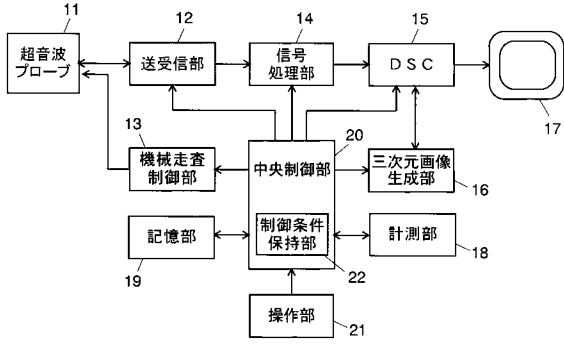 11
超音波
プローブ
12
送受信部
14
信号
処理部
15
DSC
17
13
機械走査
制御部
20
中央制御部
三次元画像
生成部
16
記憶部
19
制御条件
保持部
22
計測部
18
操作部
21